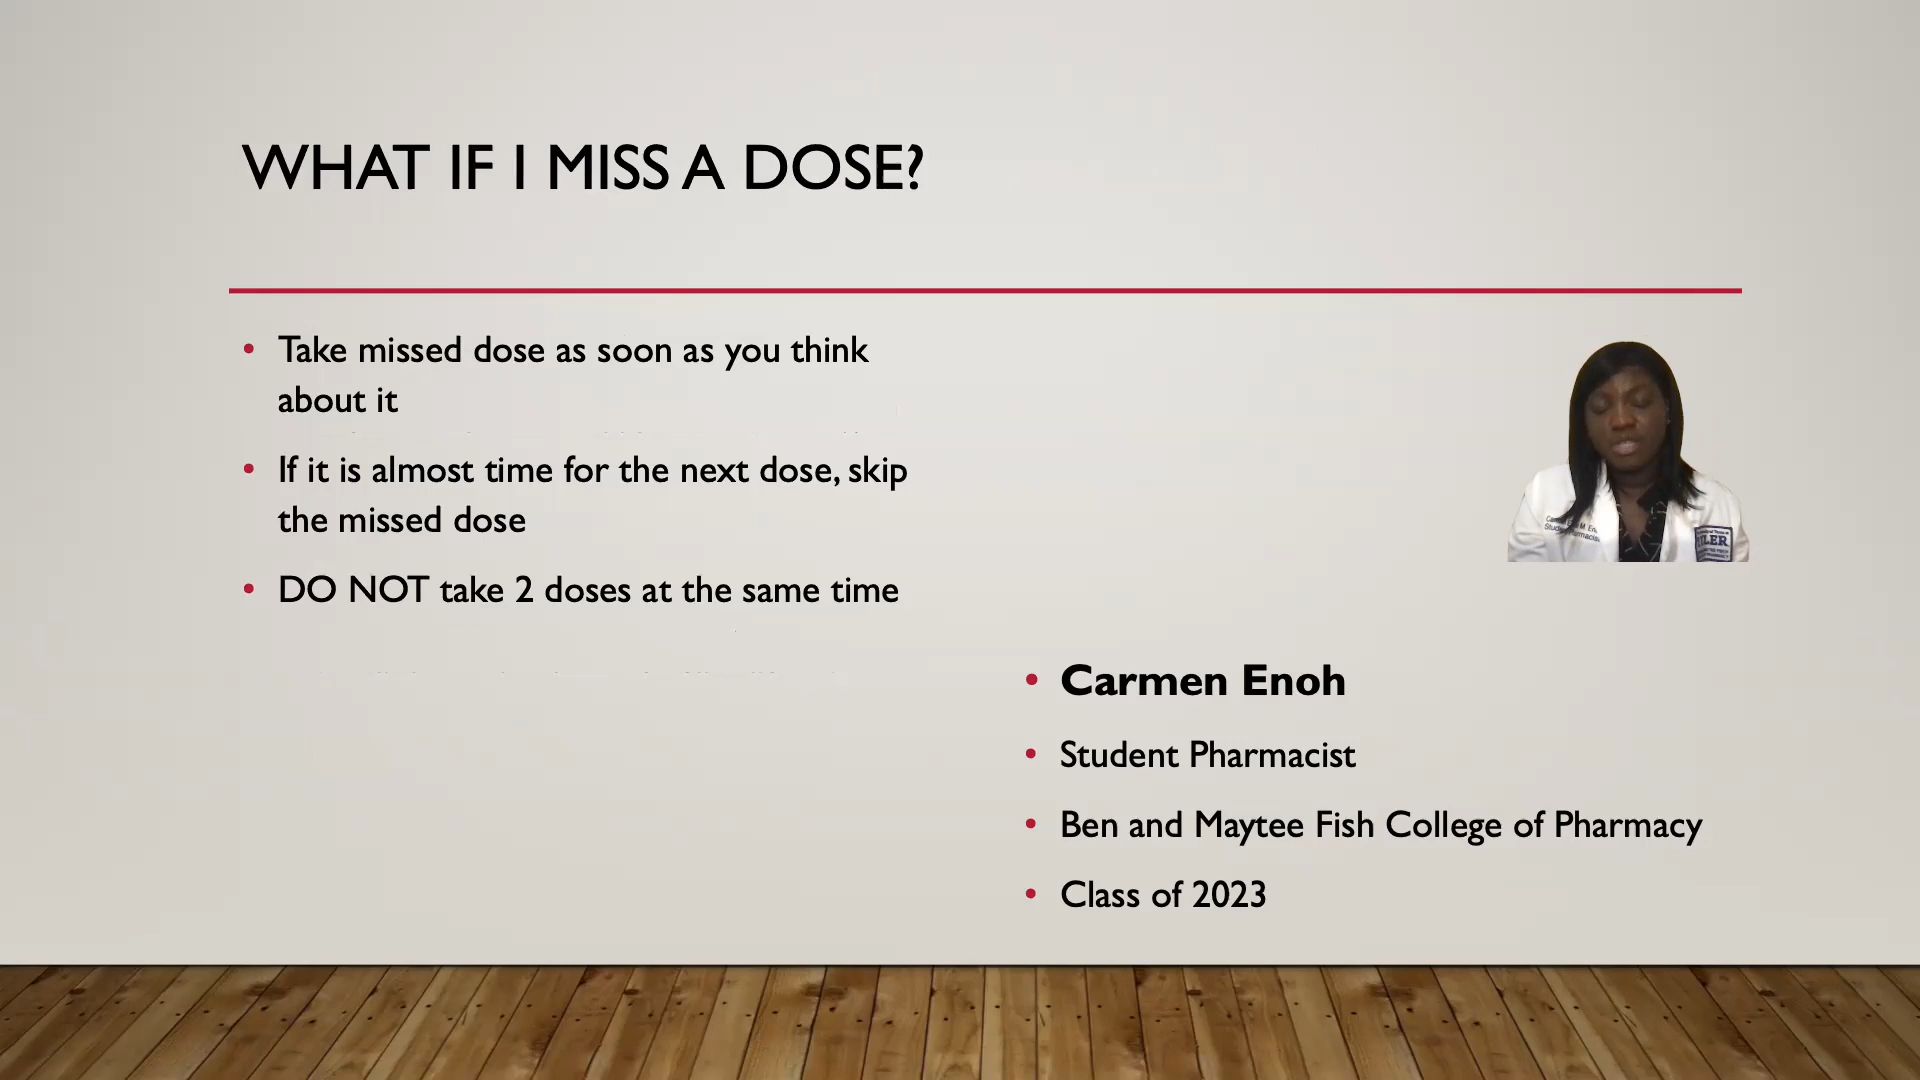 WHAT IF I MISS A DOSE?
• Take missed dose as soon as you think
about it
• If it is almost time for the next dose, skip
the missed dose
• DO NOT take 2 doses at the same time
• Carmen Enoh
• Student Pharmacist
• Ben and Maytee Fish College of Pharmacy
• Class of 2023